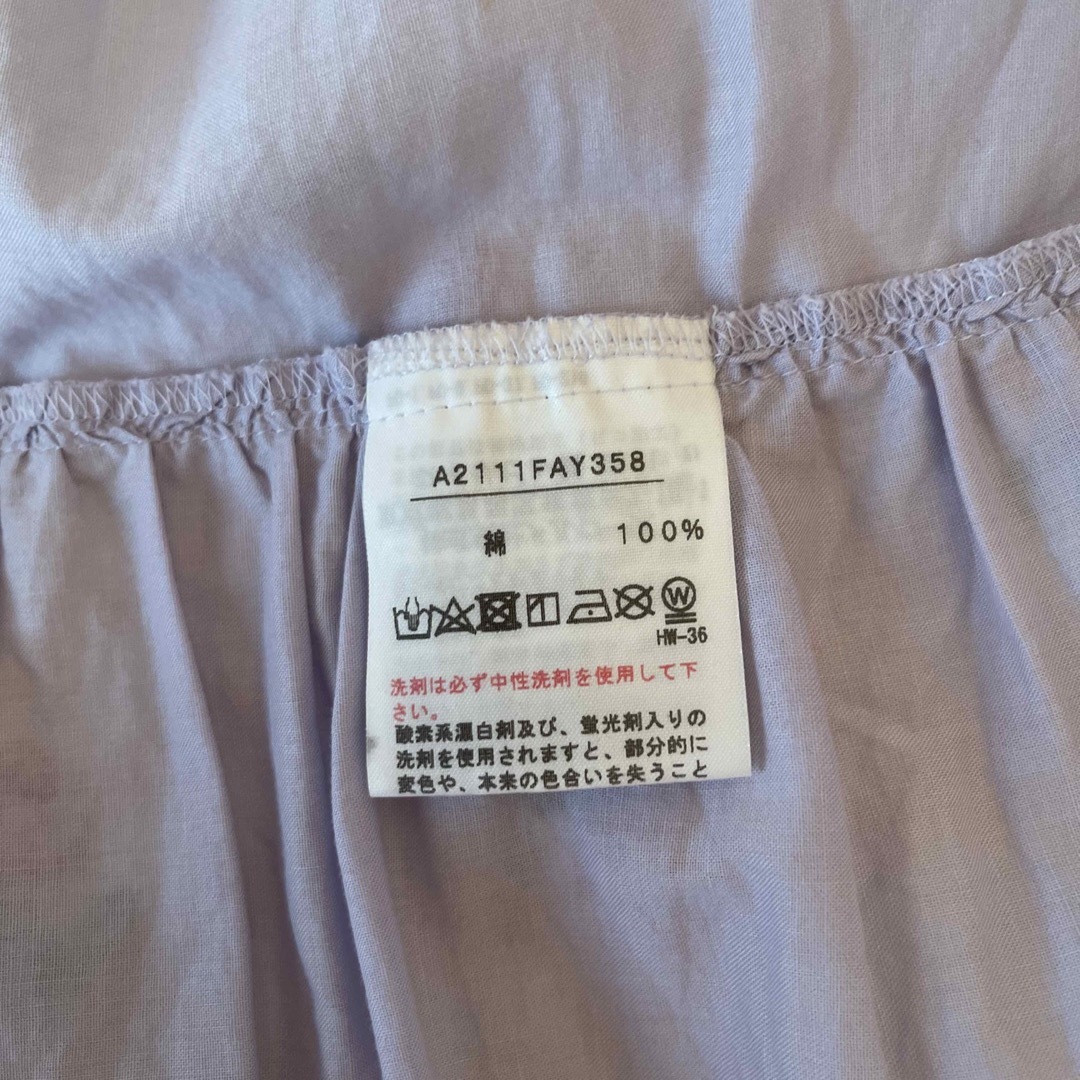 A2111FAY358
綿 100%
W
HW-36
洗剤は必ず中性洗剤を使用して下
さい。
酸素系漂白剤及び、蛍光剤入りの
洗剤を使用されますと、部分的に
変色や、本来の色合いを失うこと